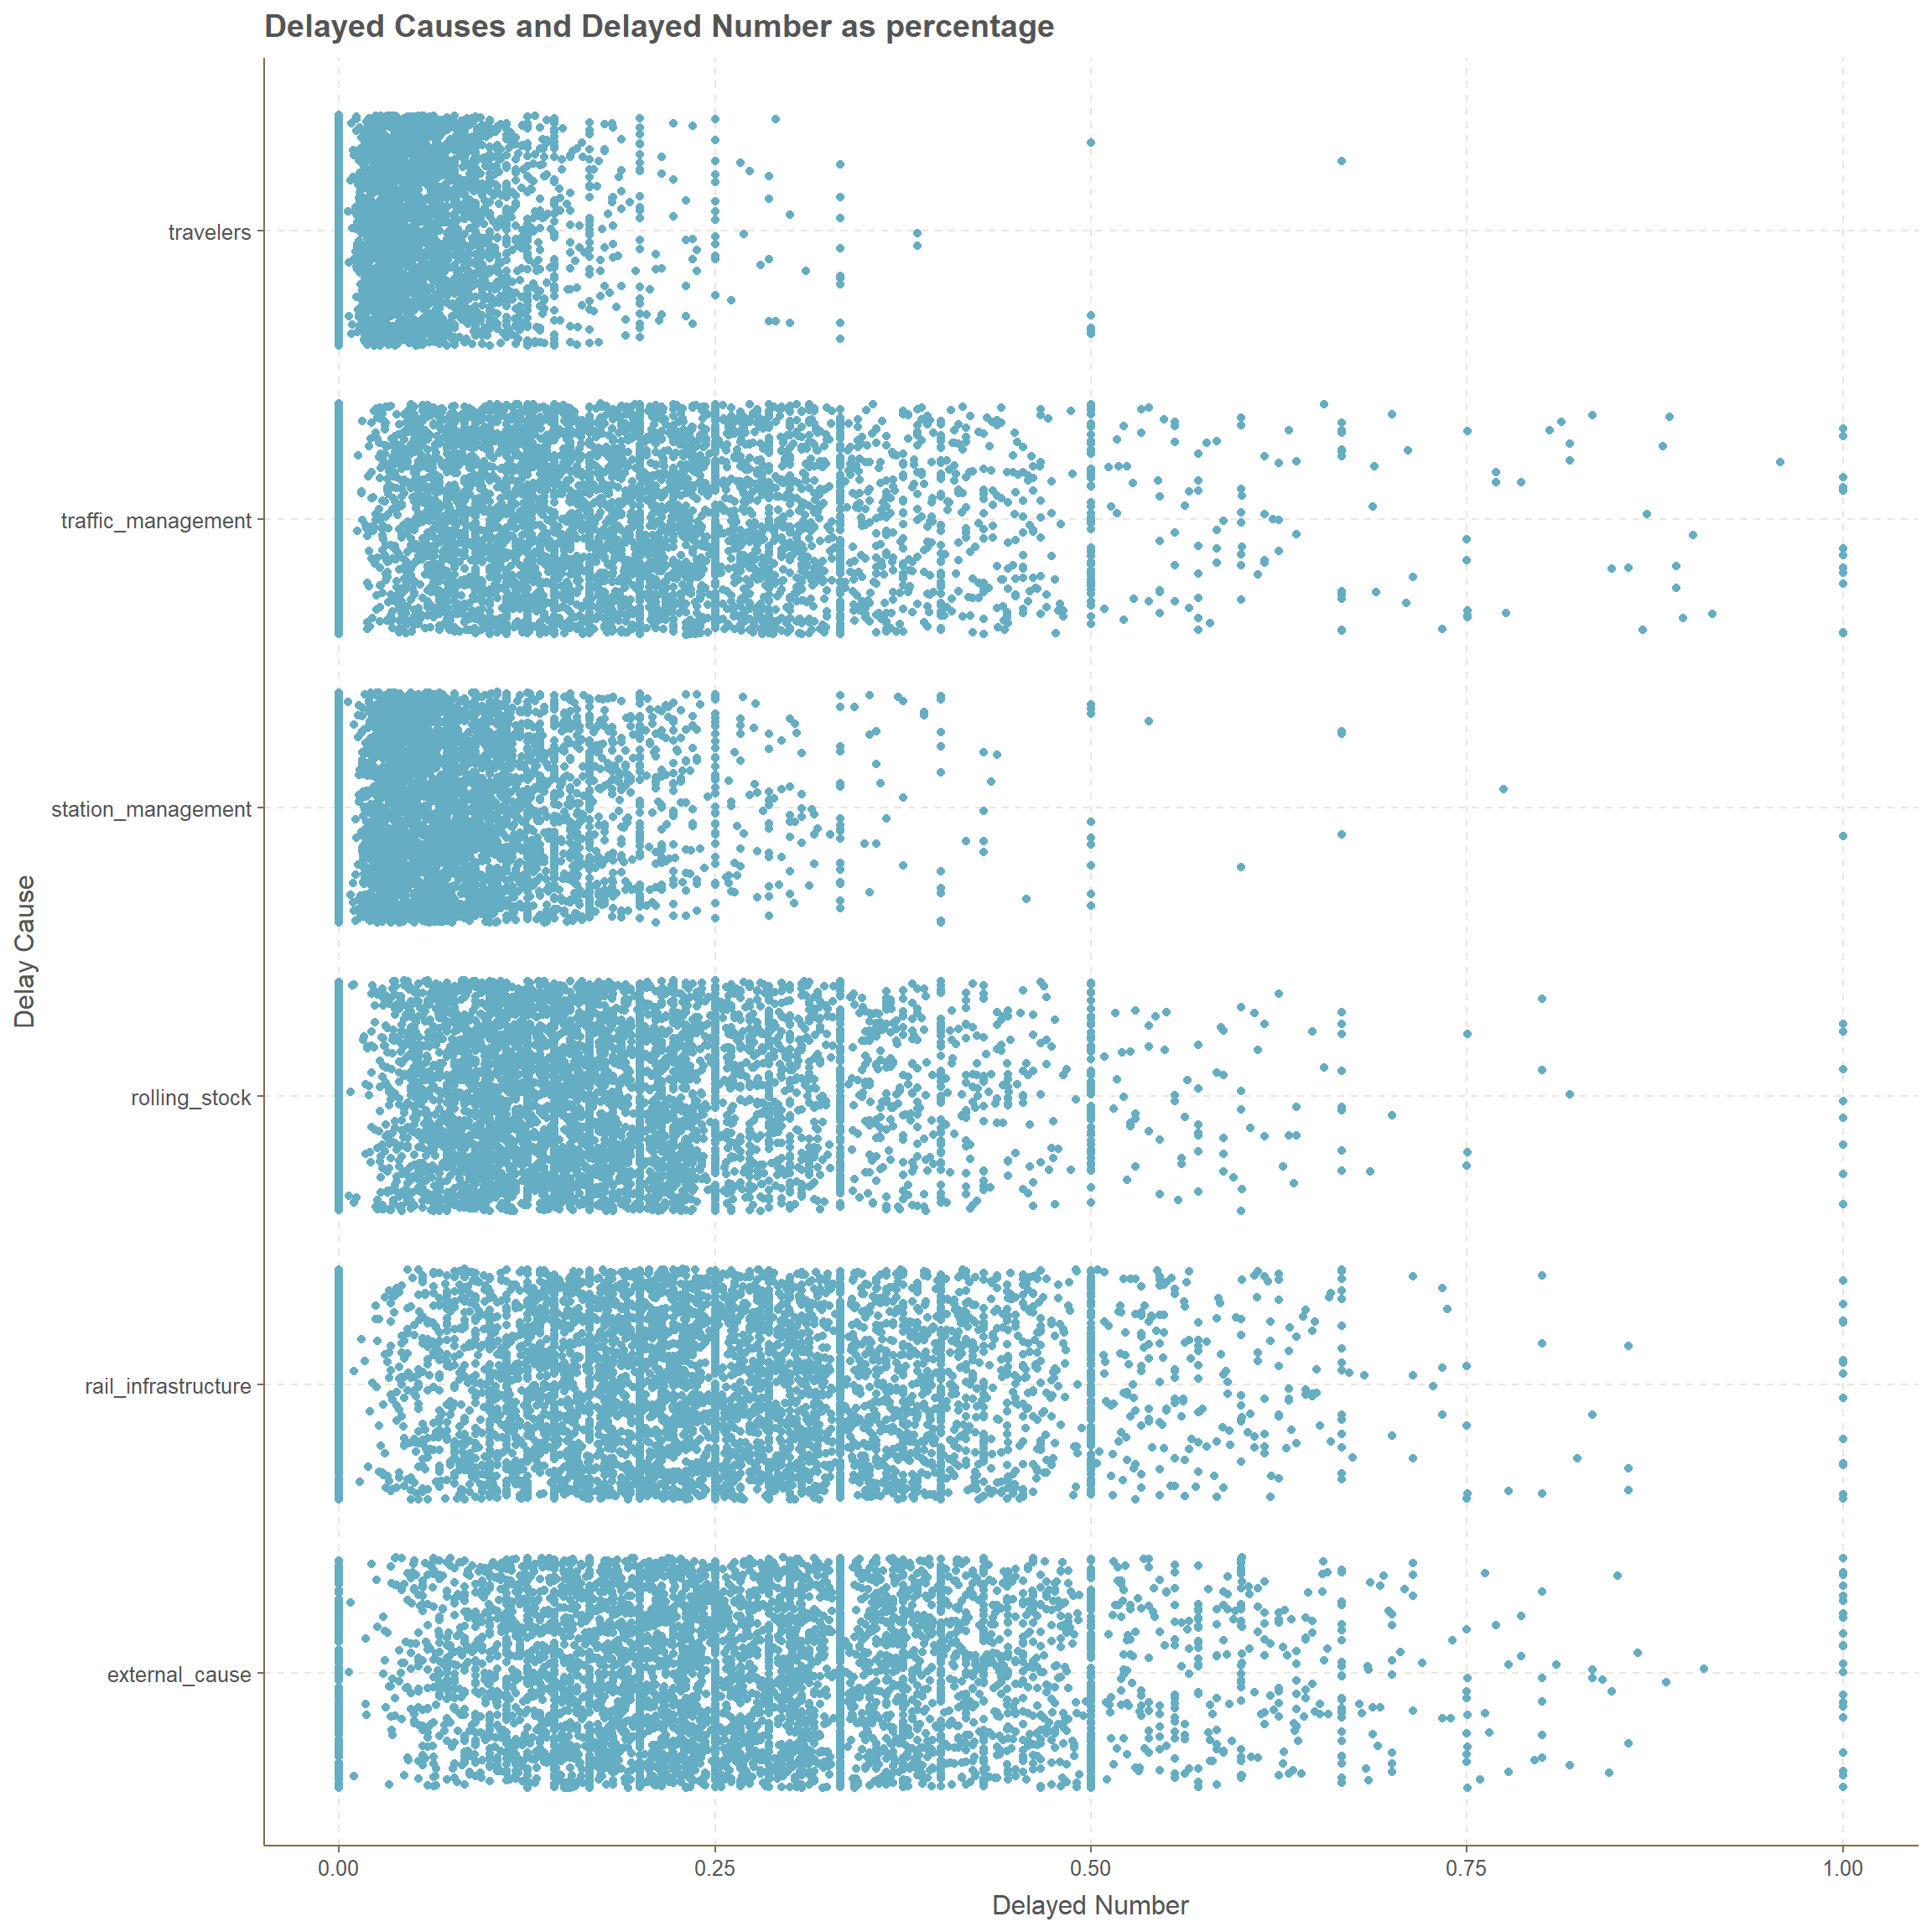 Delayed Causes and Delayed Number as percentage
travelers
traffic_management
station_management
rolling_stock
rail_infrastructure
external_cause
Delay Cause
0.00 0.25 0.50 0.75 1.00
Delayed Number